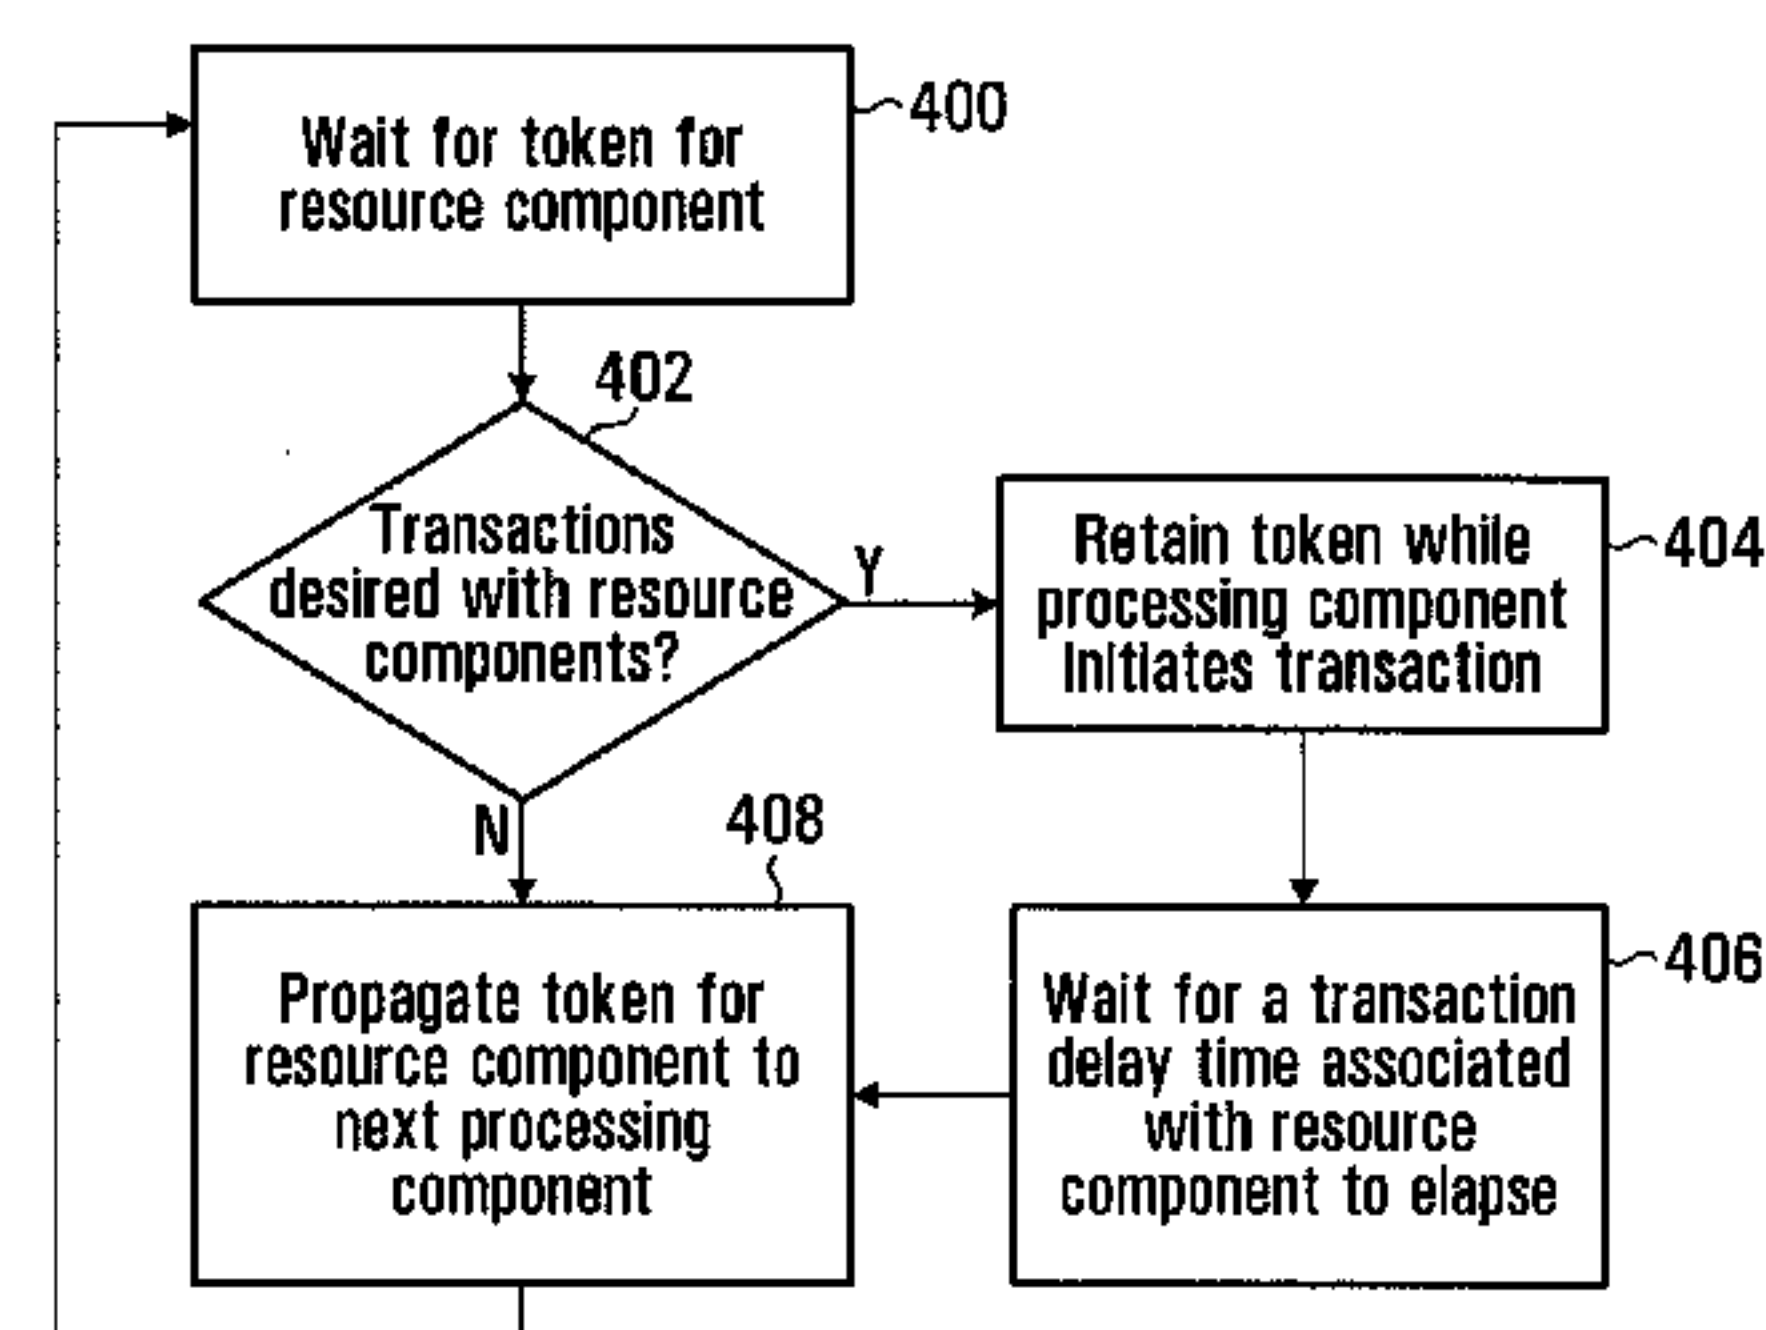 Wait for token for
resource component
400
402
Transactions
desired with resource
components?
Y
Retain token while
processing component
initiates transaction
404
N
408
Propagate token for
resource component to
next processing
component
Wait for a transaction
delay time associated
with resource
component to elapse
406